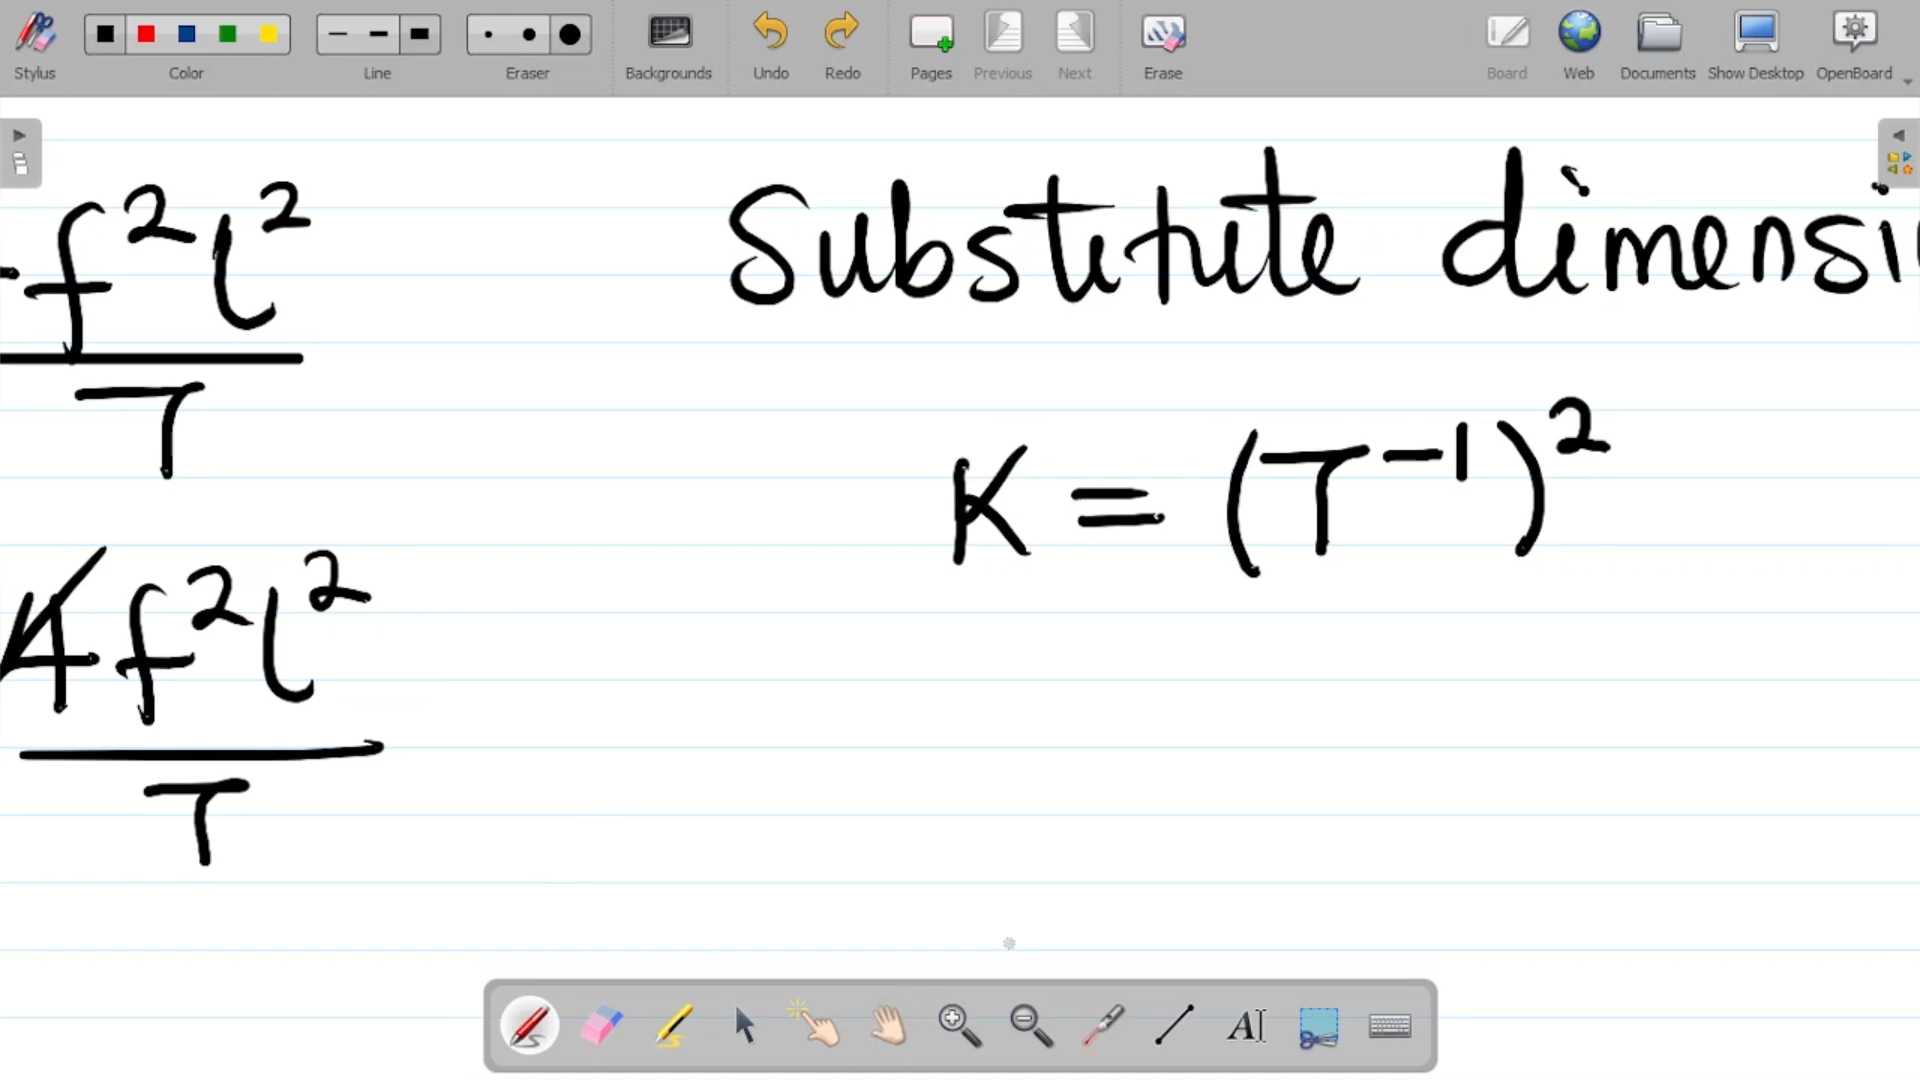 Stylus Color Line Eraser Backgrounds Undo Redo Pages Previous Next Erase Board Web Documents Show Desktop OpenBoard
f²l²
T
Substitute dimensi
K = (T⁻¹)²
4f²l²
T
AI